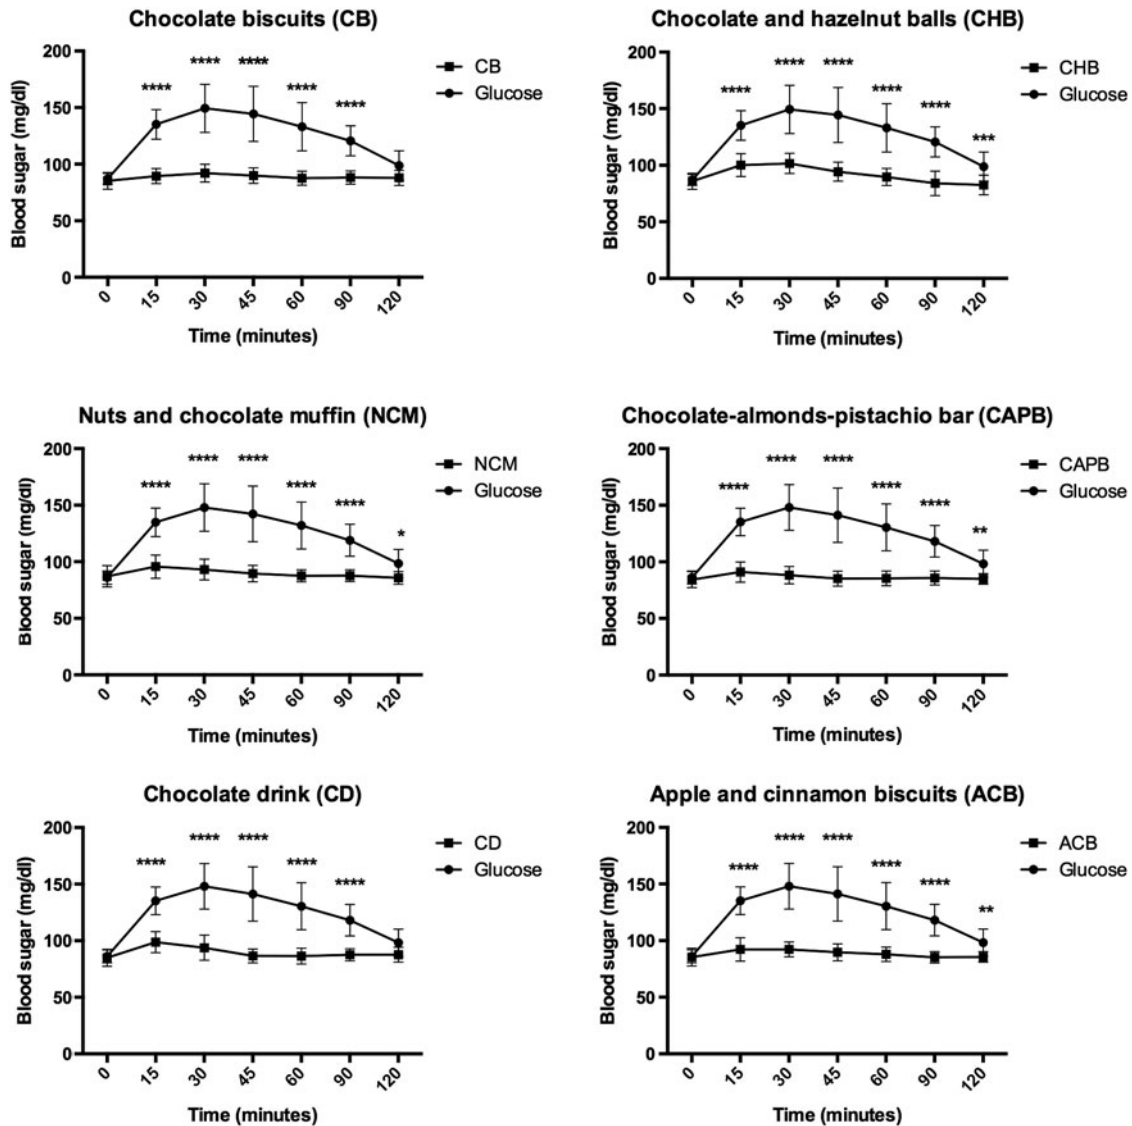 Chocolate biscuits (CB)
Blood sugar (mg/dl)
200
150
100
50
0
**** **** **** **** ****
CB
Glucose
0 15 30 45 60 90 120
Time (minutes)
Chocolate and hazelnut balls (CHB)
Blood sugar (mg/dl)
200
150
100
50
0
**** **** **** **** **** ***
CHB
Glucose
0 15 30 45 60 90 120
Time (minutes)
Nuts and chocolate muffin (NCM)
Blood sugar (mg/dl)
200
150
100
50
0
**** **** **** **** **** *
NCM
Glucose
0 15 30 45 60 90 120
Time (minutes)
Chocolate-almonds-pistachio bar (CAPB)
Blood sugar (mg/dl)
200
150
100
50
0
**** **** **** **** **** **
CAPB
Glucose
0 15 30 45 60 90 120
Time (minutes)
Chocolate drink (CD)
Blood sugar (mg/dl)
200
150
100
50
0
**** **** **** **** ****
CD
Glucose
0 15 30 45 60 90 120
Time (minutes)
Apple and cinnamon biscuits (ACB)
Blood sugar (mg/dl)
200
150
100
50
0
**** **** **** **** **** **
ACB
Glucose
0 15 30 45 60 90 120
Time (minutes)